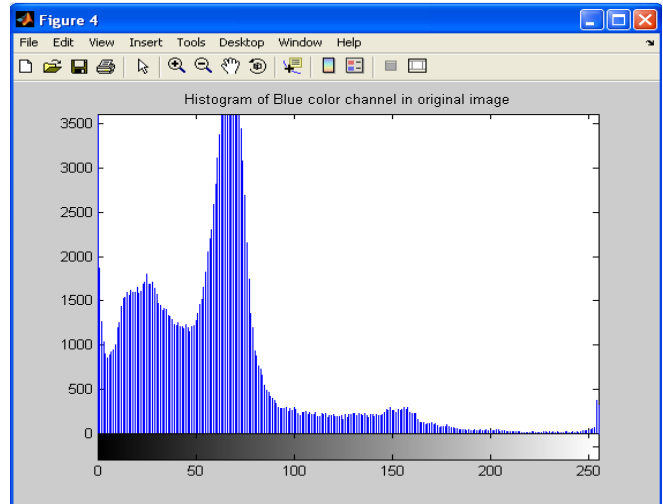 Figure 4
File Edit View Insert Tools Desktop Window Help
Histogram of Blue color channel in original image
3500
3000
2500
2000
1500
1000
500
0
0 50 100 150 200 250